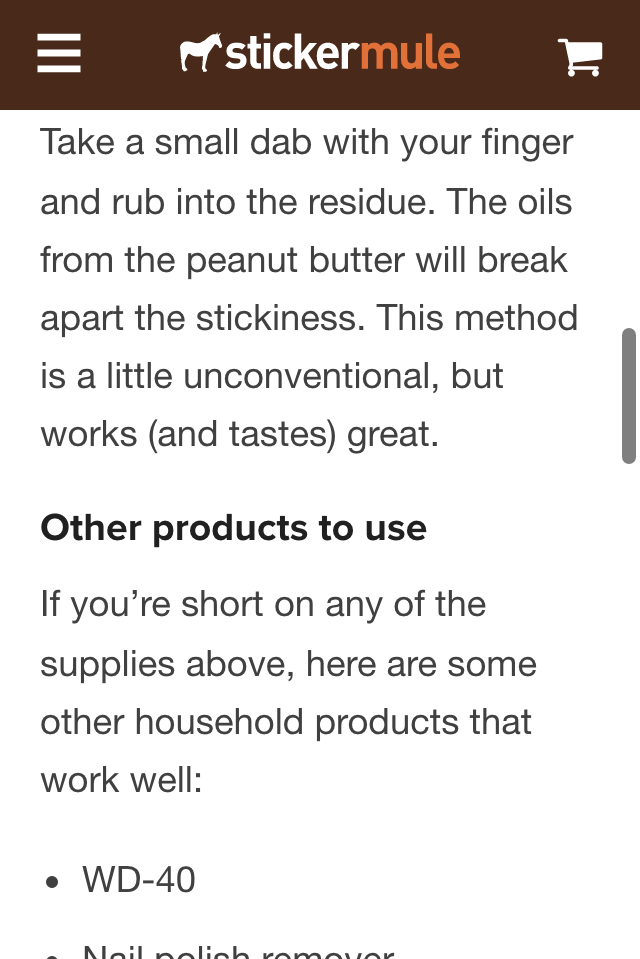 stickermule
Take a small dab with your finger
and rub into the residue. The oils
from the peanut butter will break
apart the stickiness. This method
is a little unconventional, but
works (and tastes) great.
Other products to use
If you’re short on any of the
supplies above, here are some
other household products that
work well:
• WD-40
• Nail polish remover